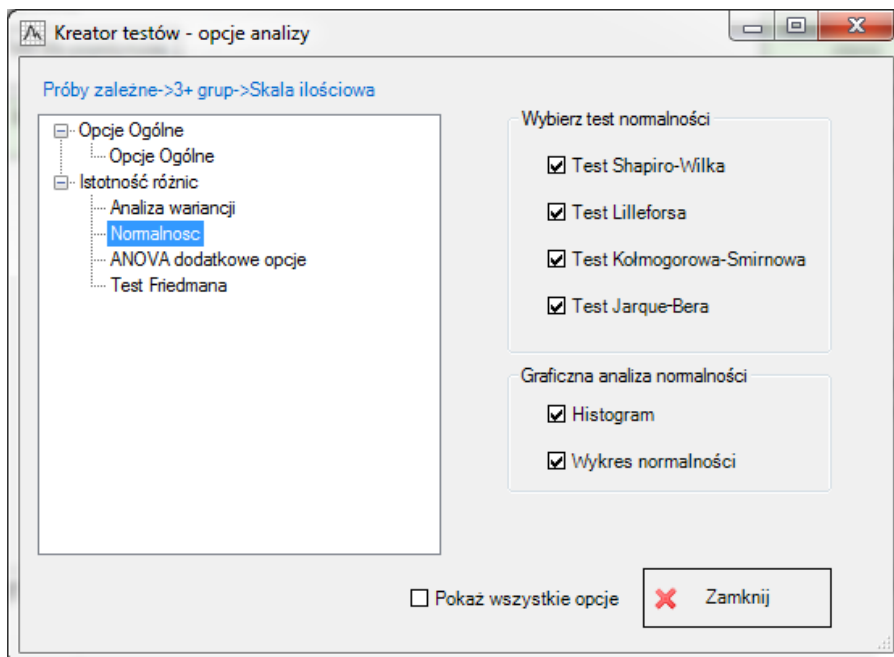 Kreator testów - opcje analizy
Próby zależne->3+ grup->Skala ilościowa
Opcje Ogólne
Opcje Ogólne
Istotność różnic
Analiza wariancji
Normalnosc
ANOVA dodatkowe opcje
Test Friedmana
Wybierz test normalności
Test Shapiro-Wilka
Test Lilleforsa
Test Kołmogorowa-Smirnowa
Test Jarque-Bera
Graficzna analiza normalności
Histogram
Wykres normalności
Pokaż wszystkie opcje
Zamknij